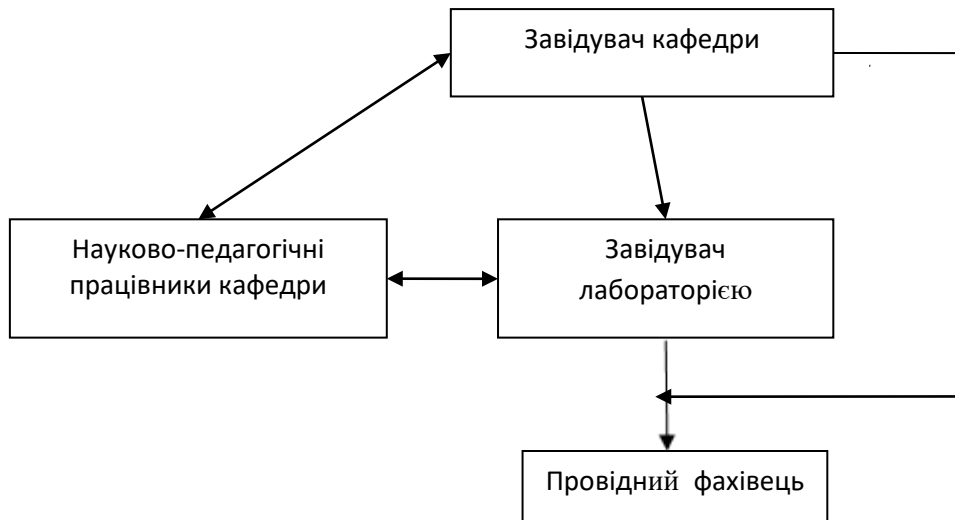 Завідувач кафедри
Науково-педагогічні
працівники кафедри
Завідувач
лабораторією
Провідний фахівець